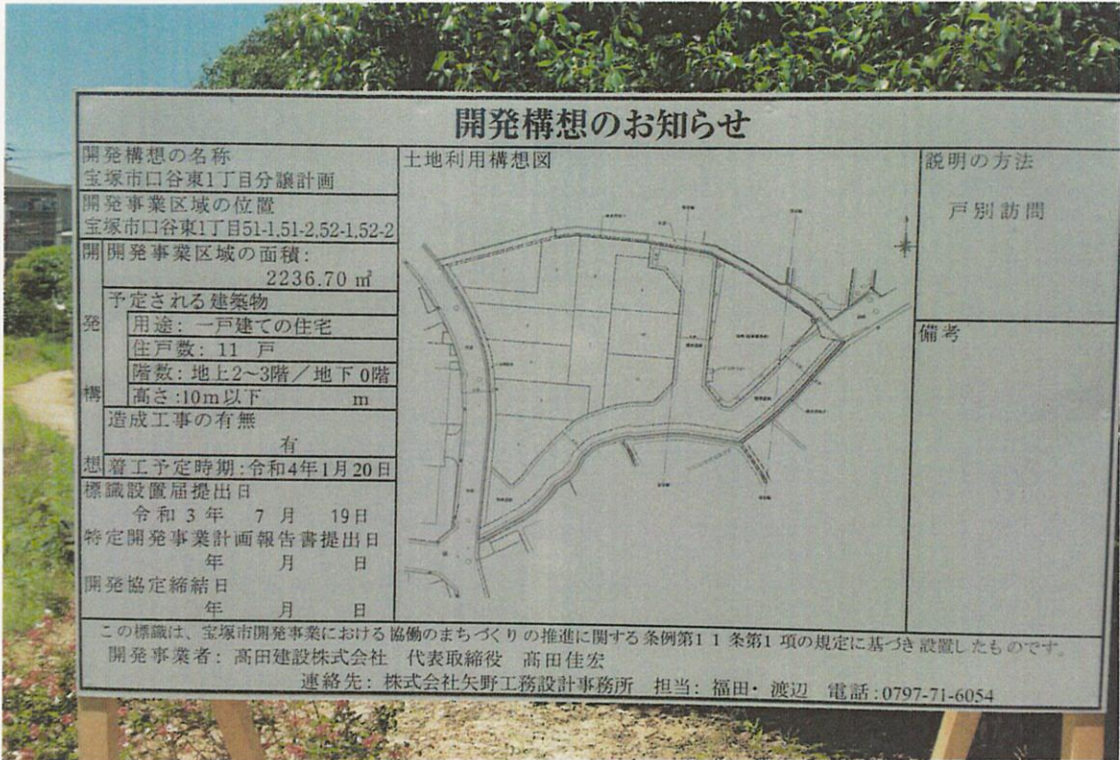 開発構想のお知らせ
開発構想の名称
宝塚市口谷東1丁目分譲計画
開発事業区域の位置
宝塚市口谷東1丁目51-1,51-2,52-1,52-2
開発構想
開発事業区域の面積:
2236.70 ㎡
予定される建築物
用途: 一戸建ての住宅
住戸数: 11 戸
階数: 地上2~3階/地下0階
高さ:10m以下 m
造成工事の有無
有
着工予定時期:令和4年1月20日
標識設置届提出日
令和3年 7月 19日
特定開発事業計画報告書提出日
年 月 日
開発協定締結日
年 月 日
土地利用構想図
説明の方法
戸別訪問
備考
この標識は、宝塚市開発事業における協働のまちづくりの推進に関する条例第11条第1項の規定に基づき設置したものです。
開発事業者: 髙田建設株式会社 代表取締役 髙田佳宏
連絡先: 株式会社矢野工務設計事務所 担当: 福田・渡辺 電話:0797-71-6054